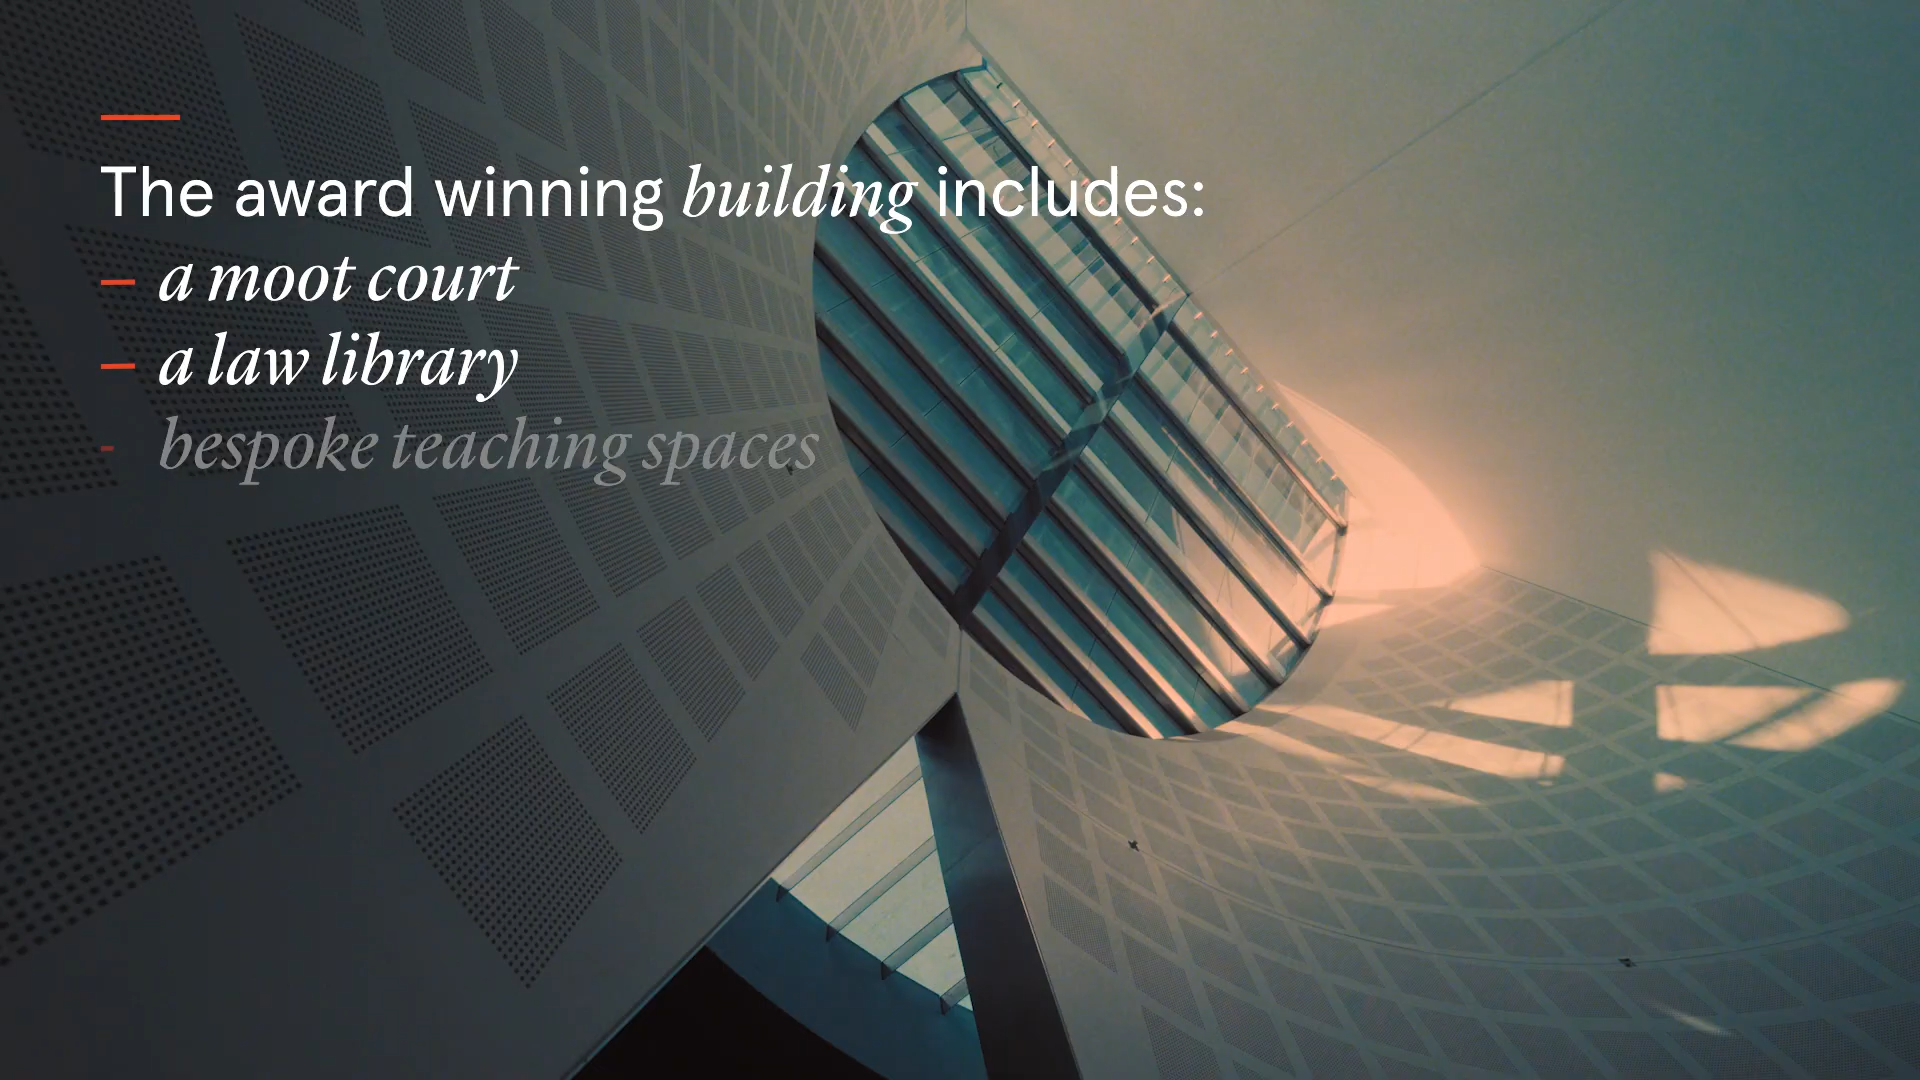 The award winning building includes:
– a moot court
– a law library
- bespoke teaching spaces